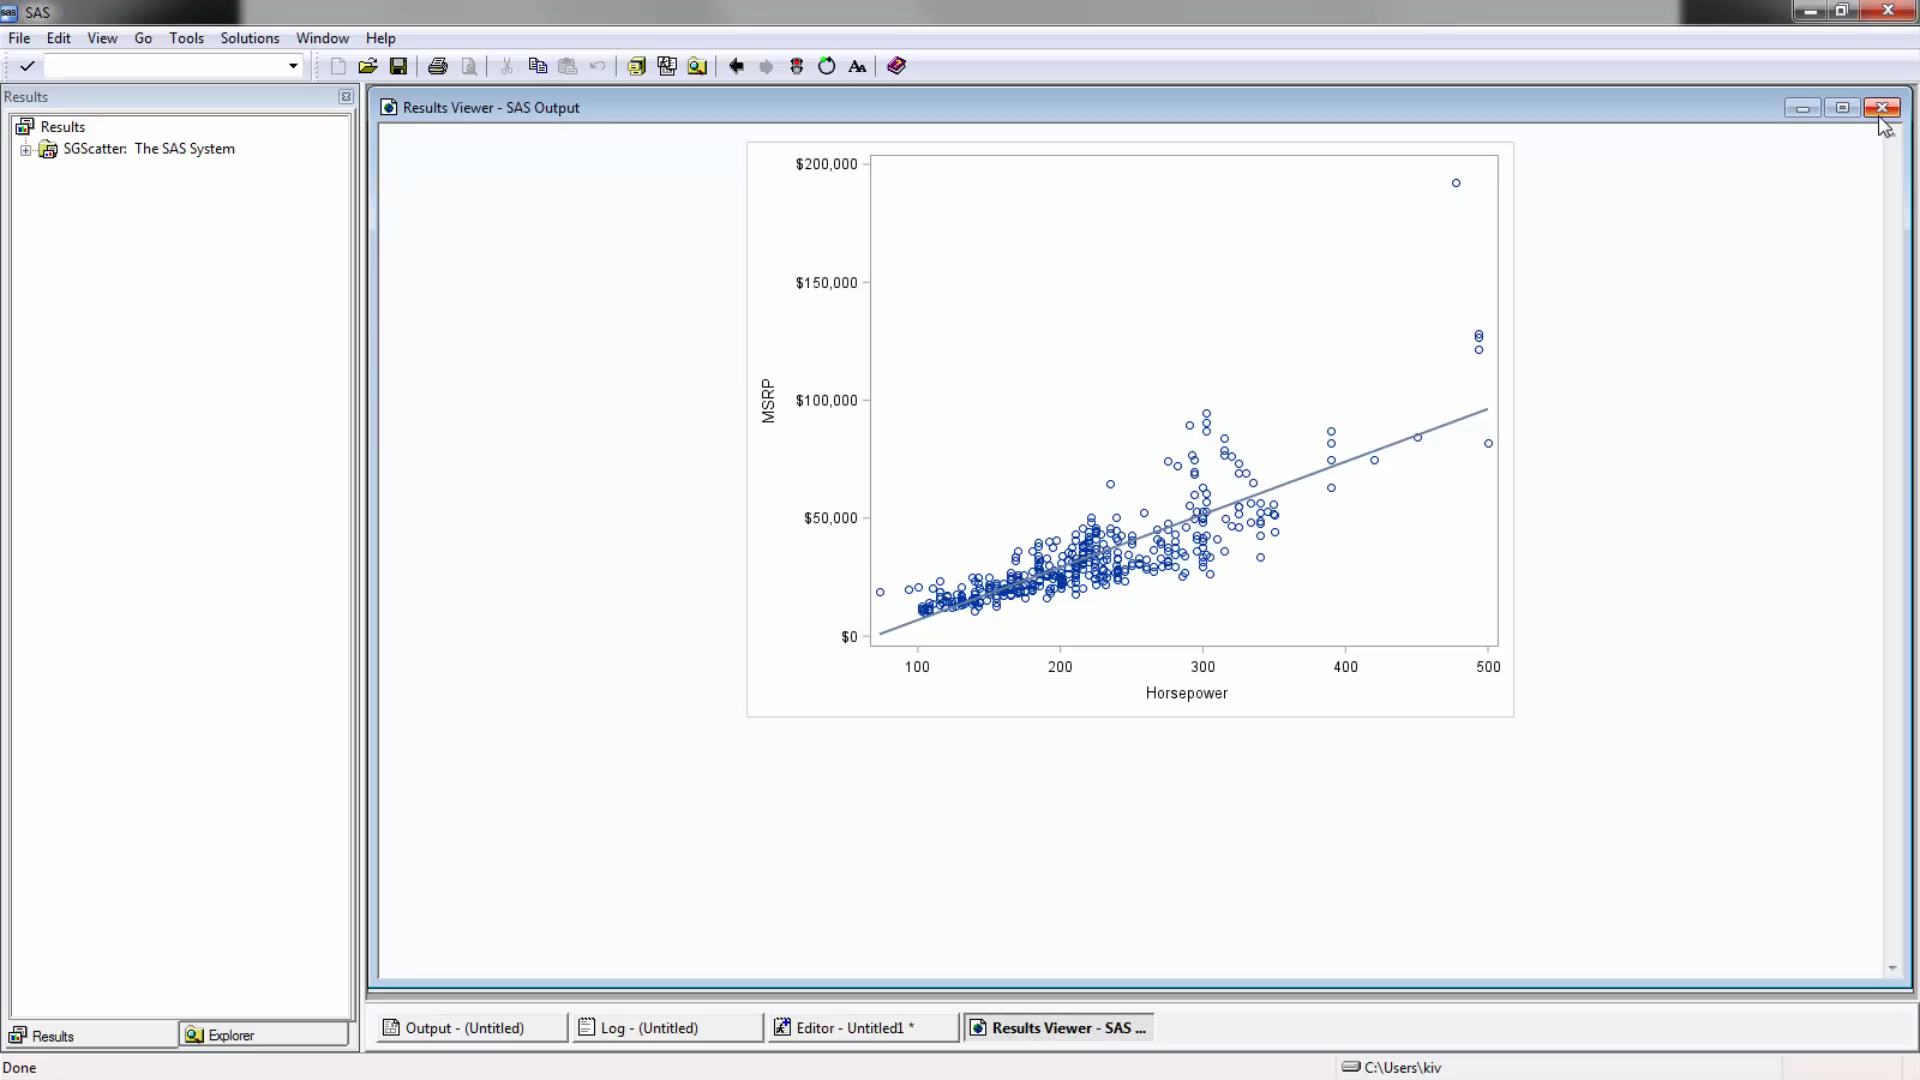 SAS
File Edit View Go Tools Solutions Window Help
Results
Results Viewer - SAS Output
Results
SGScatter: The SAS System
$200,000
$150,000
$100,000
$50,000
$0
MSRP
100 200 300 400 500
Horsepower
Output - (Untitled) Log - (Untitled) Editor - Untitled1 * Results Viewer - SAS ...
Results Explorer
Done C:\Users\kiv